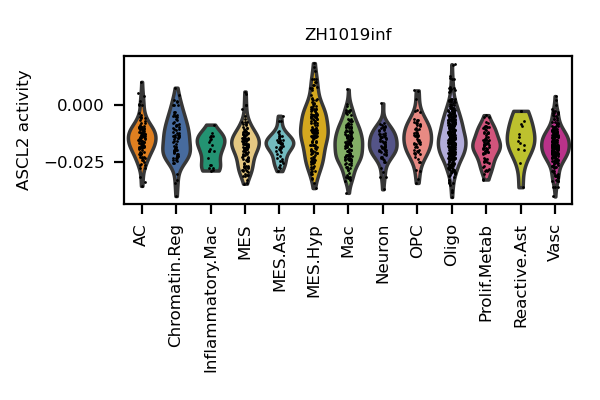 ZH1019inf
ASCL2 activity
0.000
−0.025
AC
Chromatin.Reg
Inflammatory.Mac
MES
MES.Ast
MES.Hyp
Mac
Neuron
OPC
Oligo
Prolif.Metab
Reactive.Ast
Vasc